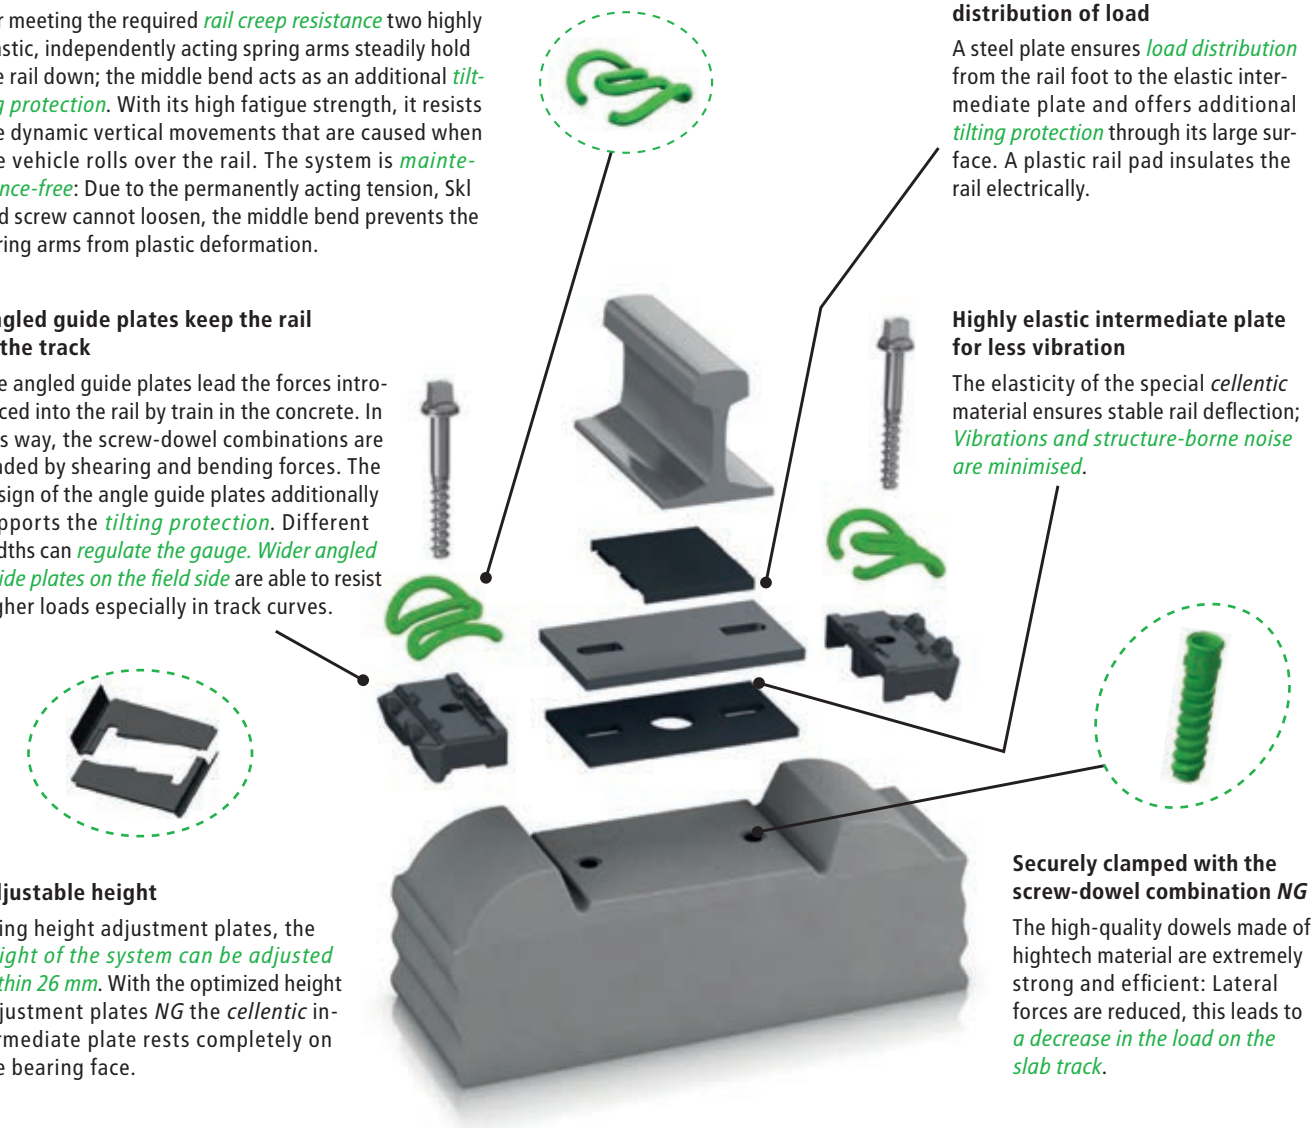 meeting the required rail creep resistance two highly
independently acting spring arms steadily hold
rail down; the middle bend acts as an additional tilt-
protection. With its high fatigue strength, it resists
dynamic vertical movements that are caused when
vehicle rolls over the rail. The system is mainte-
nce-free: Due to the permanently acting tension, Skl
d screw cannot loosen, the middle bend prevents the
ring arms from plastic deformation.
gled guide plates keep the rail
the track
e angled guide plates lead the forces intro-
ced into the rail by train in the concrete. In
s way, the screw-dowel combinations are
ded by shearing and bending forces. The
sign of the angle guide plates additionally
pports the tilting protection. Different
dths can regulate the gauge. Wider angled
ide plates on the field side are able to resist
gher loads especially in track curves.
justable height
ing height adjustment plates, the
ight of the system can be adjusted
thin 26 mm. With the optimized height
justment plates NG the cellentic in-
rmediate plate rests completely on
e bearing face.
distribution of load
A steel plate ensures load distribution
from the rail foot to the elastic inter-
mediate plate and offers additional
tilting protection through its large sur-
face. A plastic rail pad insulates the
rail electrically.
Highly elastic intermediate plate
for less vibration
The elasticity of the special cellentic
material ensures stable rail deflection;
Vibrations and structure-borne noise
are minimised.
Securely clamped with the
screw-dowel combination NG
The high-quality dowels made of
hightech material are extremely
strong and efficient: Lateral
forces are reduced, this leads to
a decrease in the load on the
slab track.